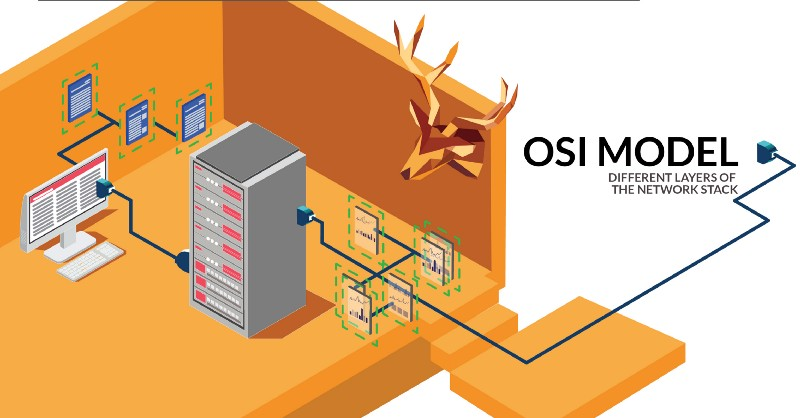 OSI MODEL
DIFFERENT LAYERS OF
THE NETWORK STACK